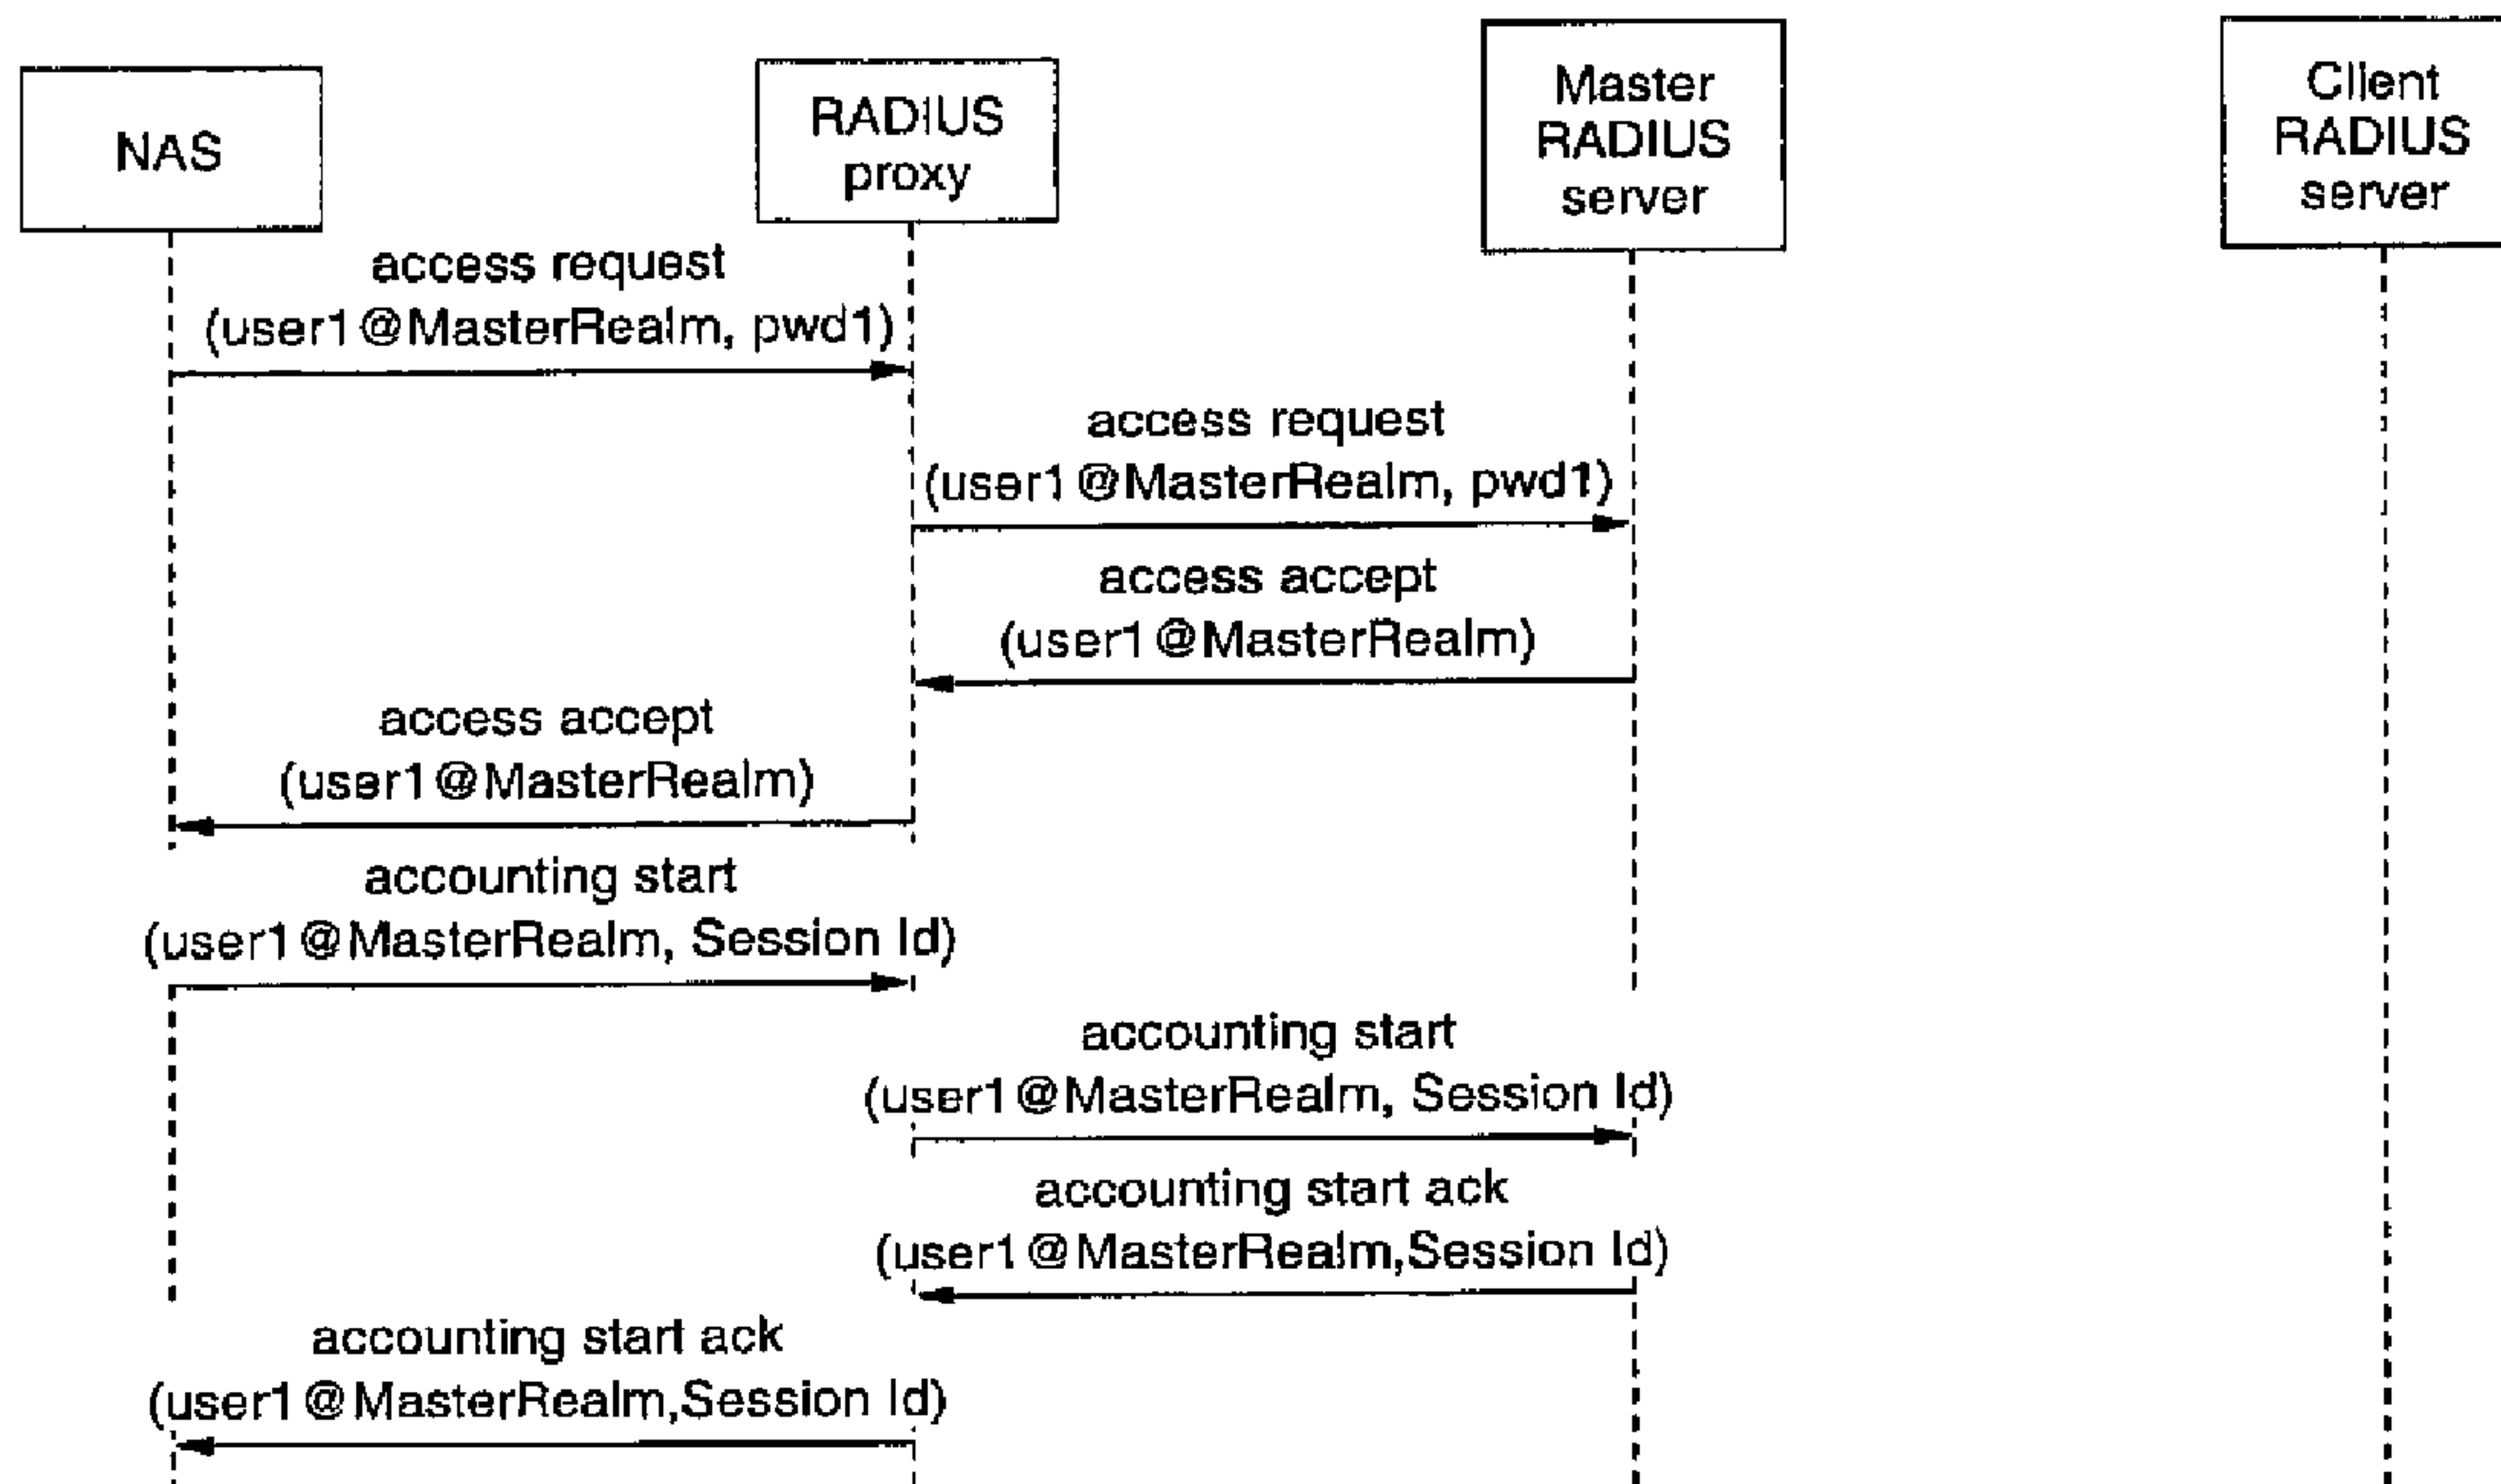 NAS
RADIUS
proxy
Master
RADIUS
server
Client
RADIUS
server
access request
(user1@MasterRealm, pwd1)
access request
(user1@MasterRealm, pwd1)
access accept
(user1@MasterRealm)
access accept
(user1@MasterRealm)
accounting start
(user1@MasterRealm, Session Id)
accounting start
(user1@MasterRealm, Session Id)
accounting start ack
(user1@MasterRealm,Session Id)
accounting start ack
(user1@MasterRealm,Session Id)